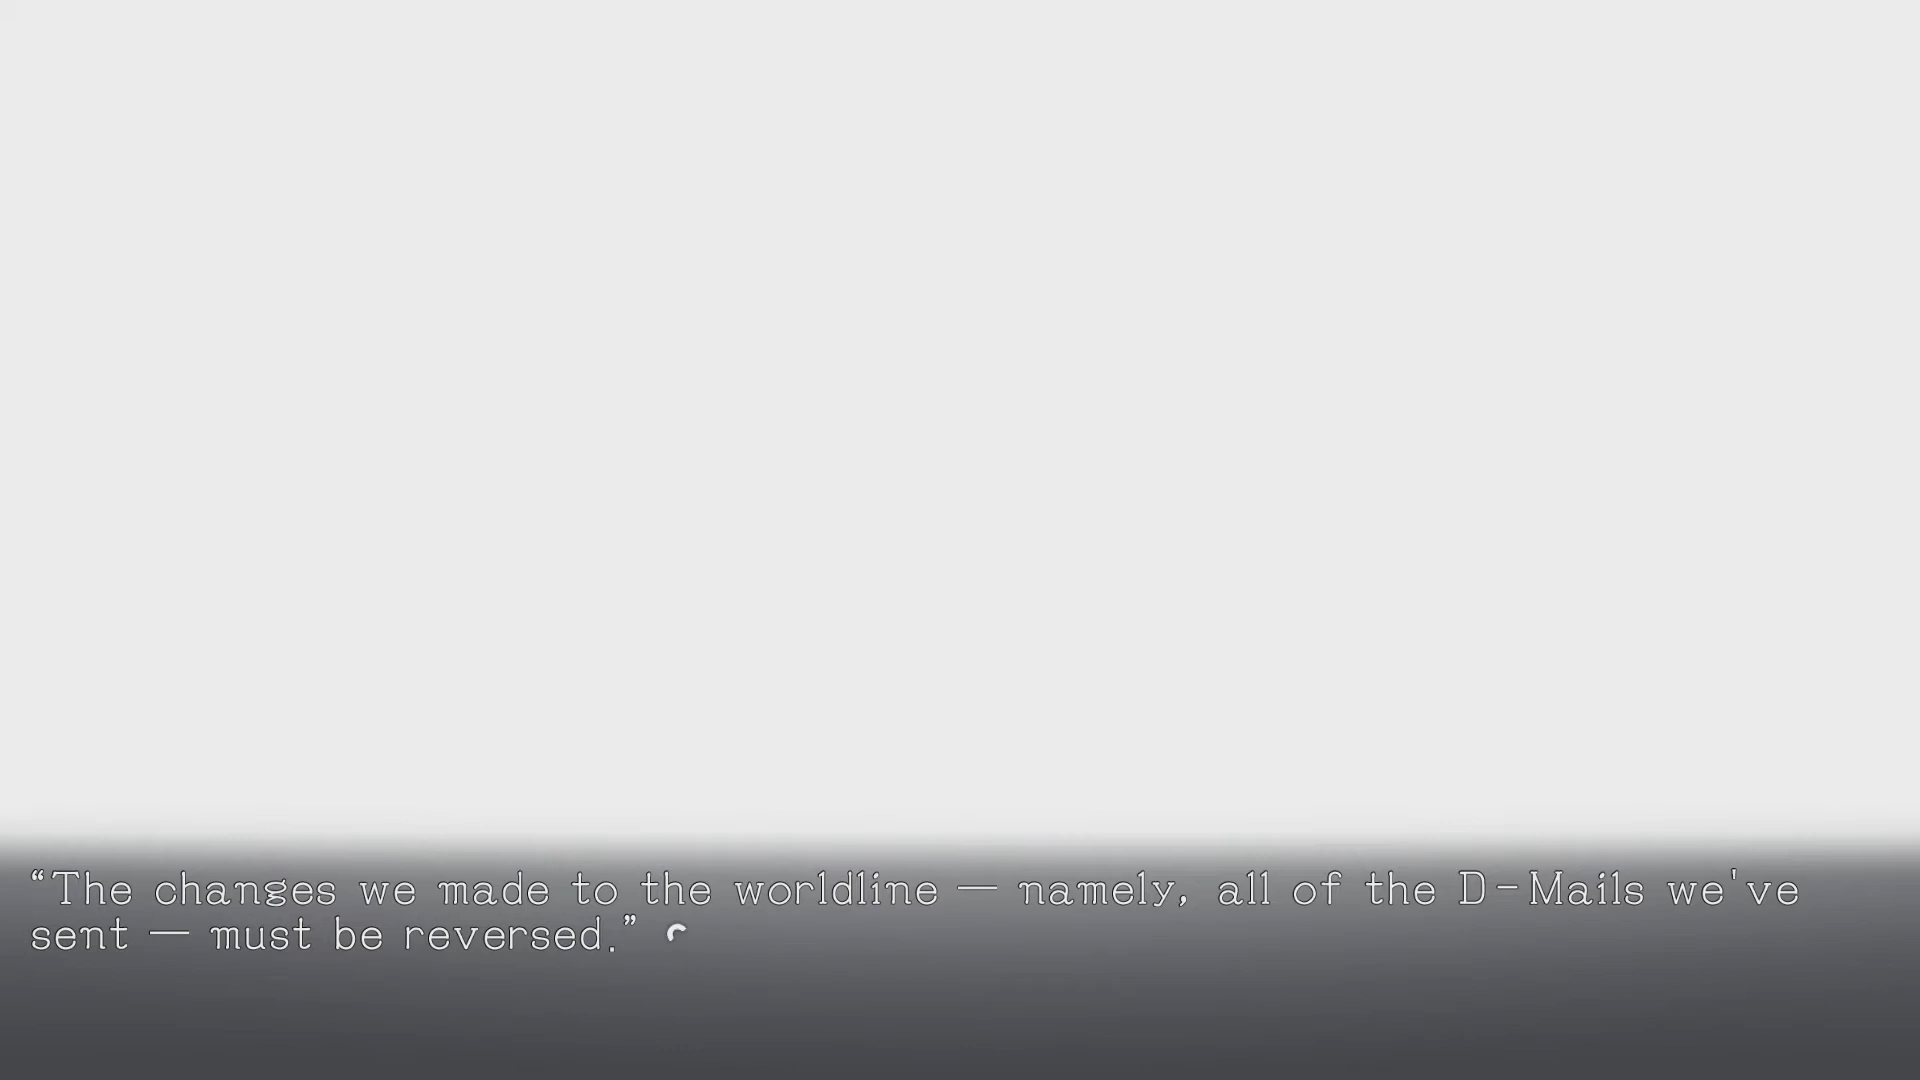 “The changes we made to the worldline — namely, all of the D-Mails we've
sent — must be reversed.”